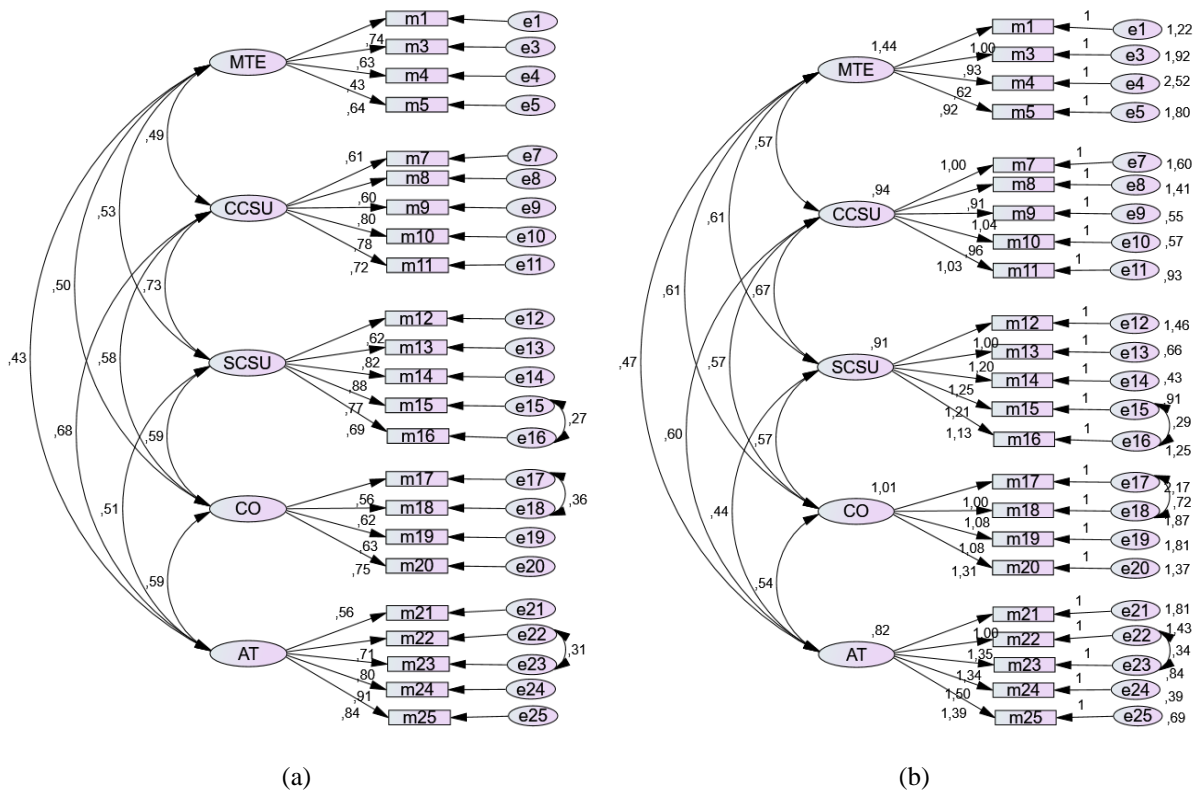 m1
e1
,74
m3
e3
MTE
,63
m4
e4
,43
m5
e5
,64
,49
,61
m7
e7
m8
e8
,60
CCSU
m9
e9
,53
,80
m10
e10
,78
m11
e11
,72
,50
,73
m12
e12
,62
m13
e13
,43
,58
SCSU
,82
m14
e14
,88
m15
e15
,77
,27
m16
e16
,69
,68
,59
m17
e17
,56
m18
e18
,36
CO
,51
,62
m19
e19
,63
m20
e20
,75
,59
,56
m21
e21
m22
e22
,71
AT
m23
e23
,31
,80
m24
e24
,91
m25
e25
,84
(a)
m1
1
e1
1,22
1,44
1,00
m3
1
e3
1,92
MTE
,93
m4
1
e4
2,52
,62
m5
1
e5
1,80
,92
,57
1,00
m7
1
e7
1,60
,94
m8
1
e8
1,41
CCSU
,91
m9
1
e9
,55
,61
1,04
m10
1
e10
,57
,96
1,03
m11
1
e11
,93
,61
,67
m12
1
e12
1,46
,91
1,00
m13
1
e13
,66
,47
,57
SCSU
1,20
m14
1
e14
,43
1,25
m15
1
e15
,91
1,21
,29
1,13
m16
1
e16
1,25
,60
,57
m17
1
e17
2,17
1,01
1,00
m18
1
e18
,72
1,87
CO
,44
1,08
m19
1
e19
1,81
1,08
m20
1
e20
1,37
1,31
,54
m21
1
e21
1,81
,82
1,00
m22
1
e22
1,43
AT
1,35
m23
1
e23
,34
,84
1,34
m24
1
e24
,39
1,50
1,39
m25
1
e25
,69
(b)